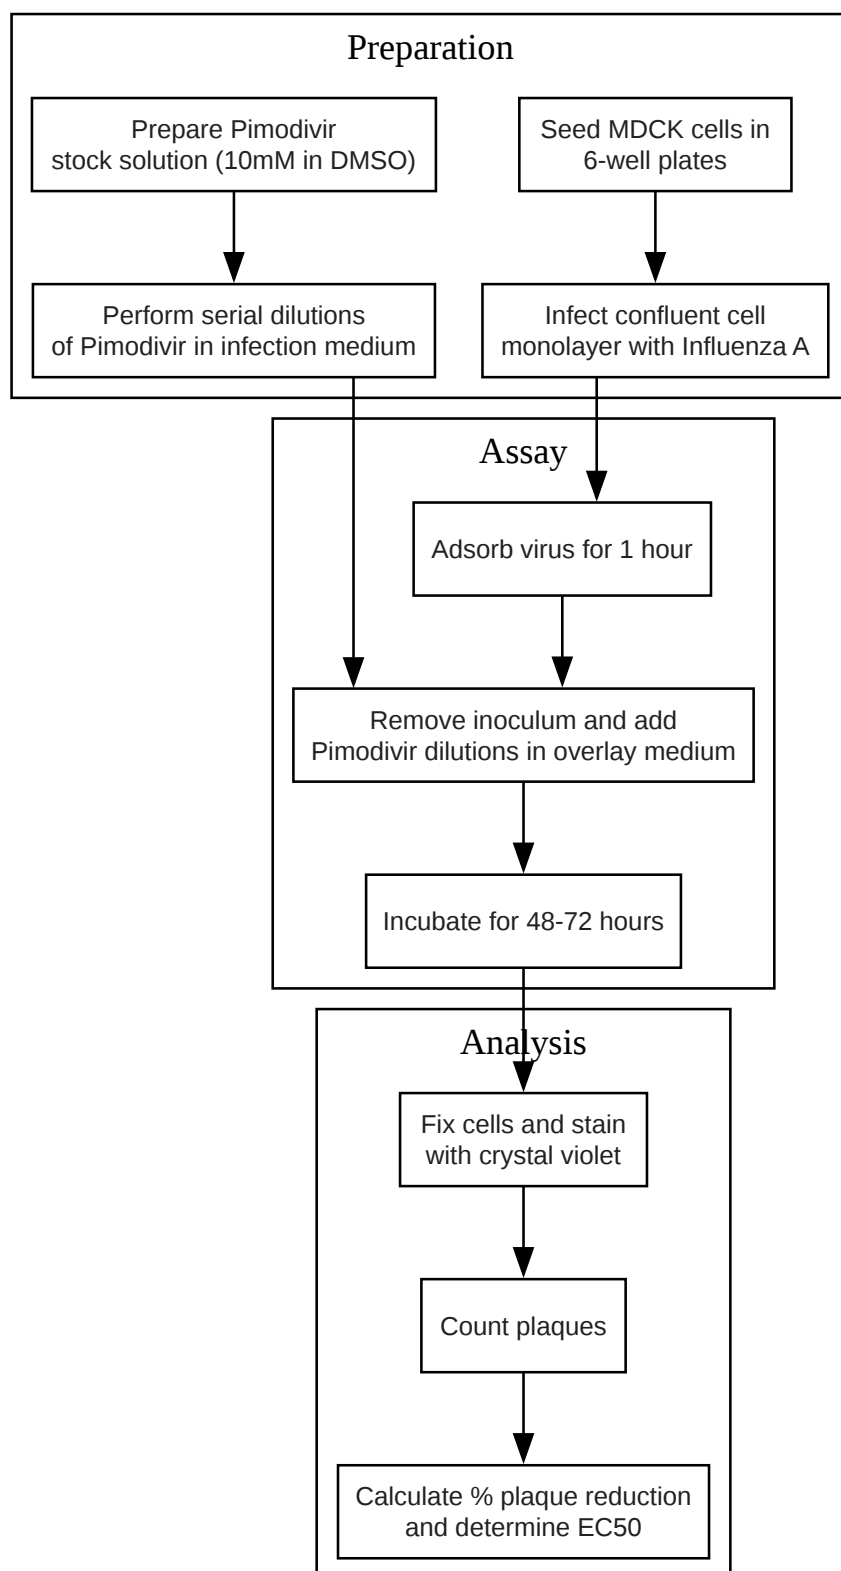 Preparation
Prepare Pimodivir
stock solution (10mM in DMSO)
Seed MDCK cells in
6-well plates
Perform serial dilutions
of Pimodivir in infection medium
Infect confluent cell
monolayer with Influenza A
Assay
Adsorb virus for 1 hour
Remove inoculum and add
Pimodivir dilutions in overlay medium
Incubate for 48-72 hours
Analysis
Fix cells and stain
with crystal violet
Count plaques
Calculate % plaque reduction
and determine EC50